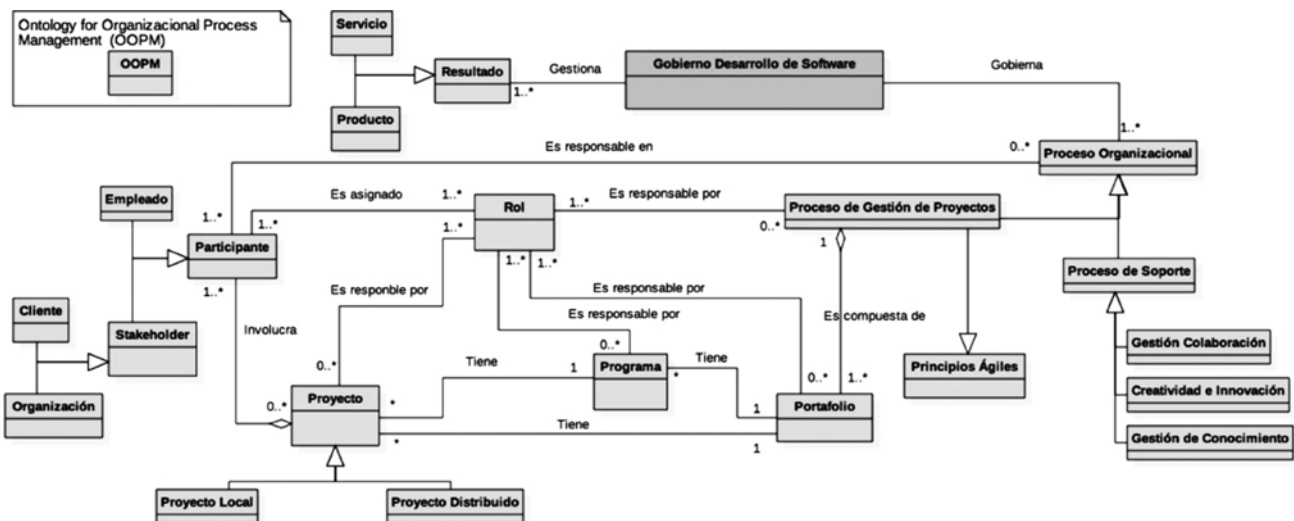 Ontology for Organizacional Process
Management (OOPM)
OOPM
Servicio
Resultado
Producto
Gestiona
1..*
Gobierno Desarrollo de Software
Gobierna
1..*
Es responsable en
0..*
Proceso Organizacional
Empleado
1..*
Es asignado
1..*
1..*
Rol
1..*
Es responsable por
0..*
Proceso de Gestión de Proyectos
Participante
1..*
1..*
1..*
1..*
1
Proceso de Soporte
Cliente
Stakeholder
Involucra
Es responble por
Es responsable por
Es responsable por
Es compuesta de
Gestión Colaboración
Organización
0..*
0..*
Tiene
1
0..*
Programa
*
Tiene
0..*
1..*
Principios Ágiles
Creatividad e Innovación
Proyecto
*
*
Tiene
1
1
Portafolio
Gestión de Conocimiento
Proyecto Local
Proyecto Distribuido